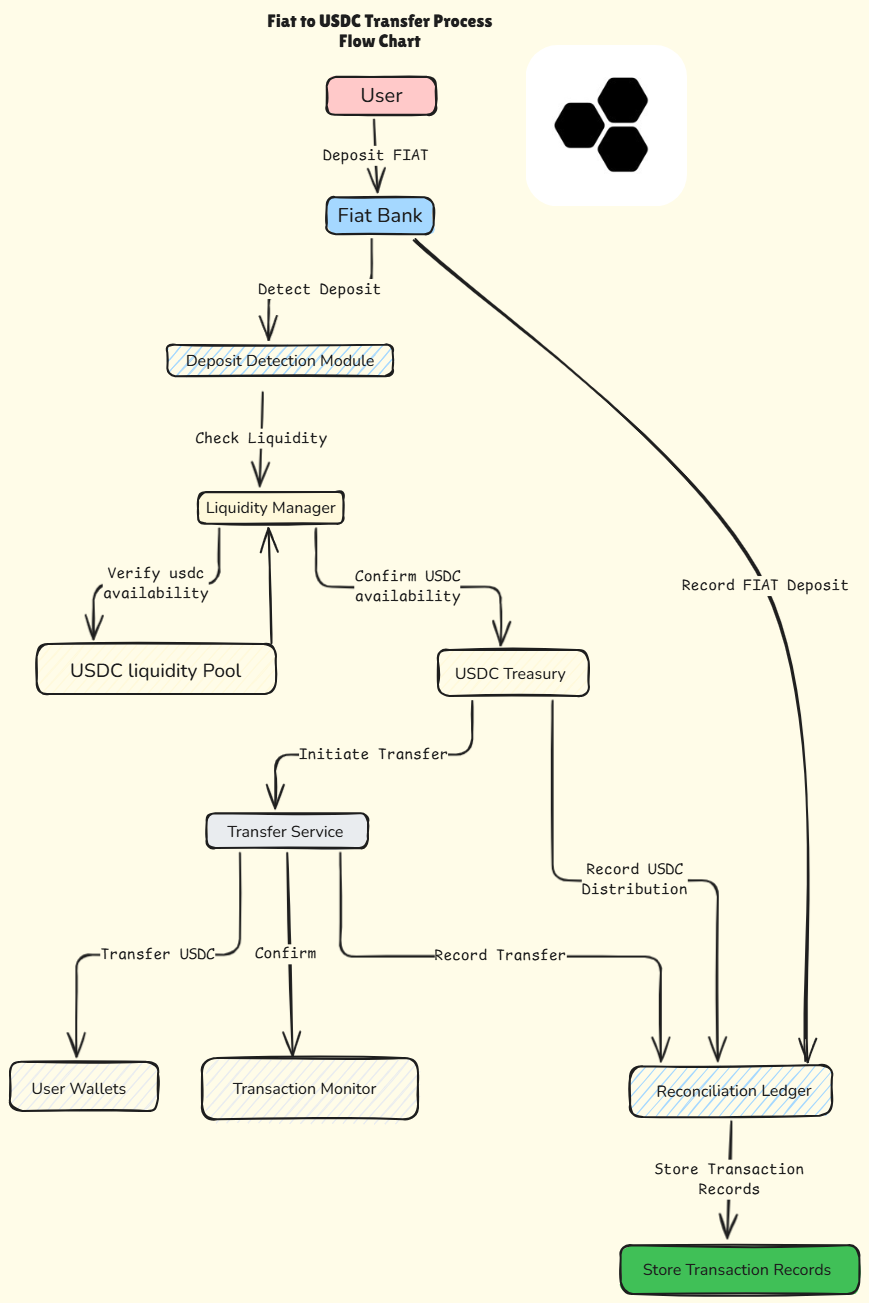 Fiat to USDC Transfer Process
Flow Chart
User
Deposit FIAT
Fiat Bank
Detect Deposit
Deposit Detection Module
Check Liquidity
Liquidity Manager
Verify usdc
availability
Confirm USDC
availability
Record FIAT Deposit
USDC liquidity Pool
USDC Treasury
Initiate Transfer
Transfer Service
Record USDC
Distribution
Transfer USDC
Confirm
Record Transfer
User Wallets
Transaction Monitor
Reconciliation Ledger
Store Transaction
Records
Store Transaction Records